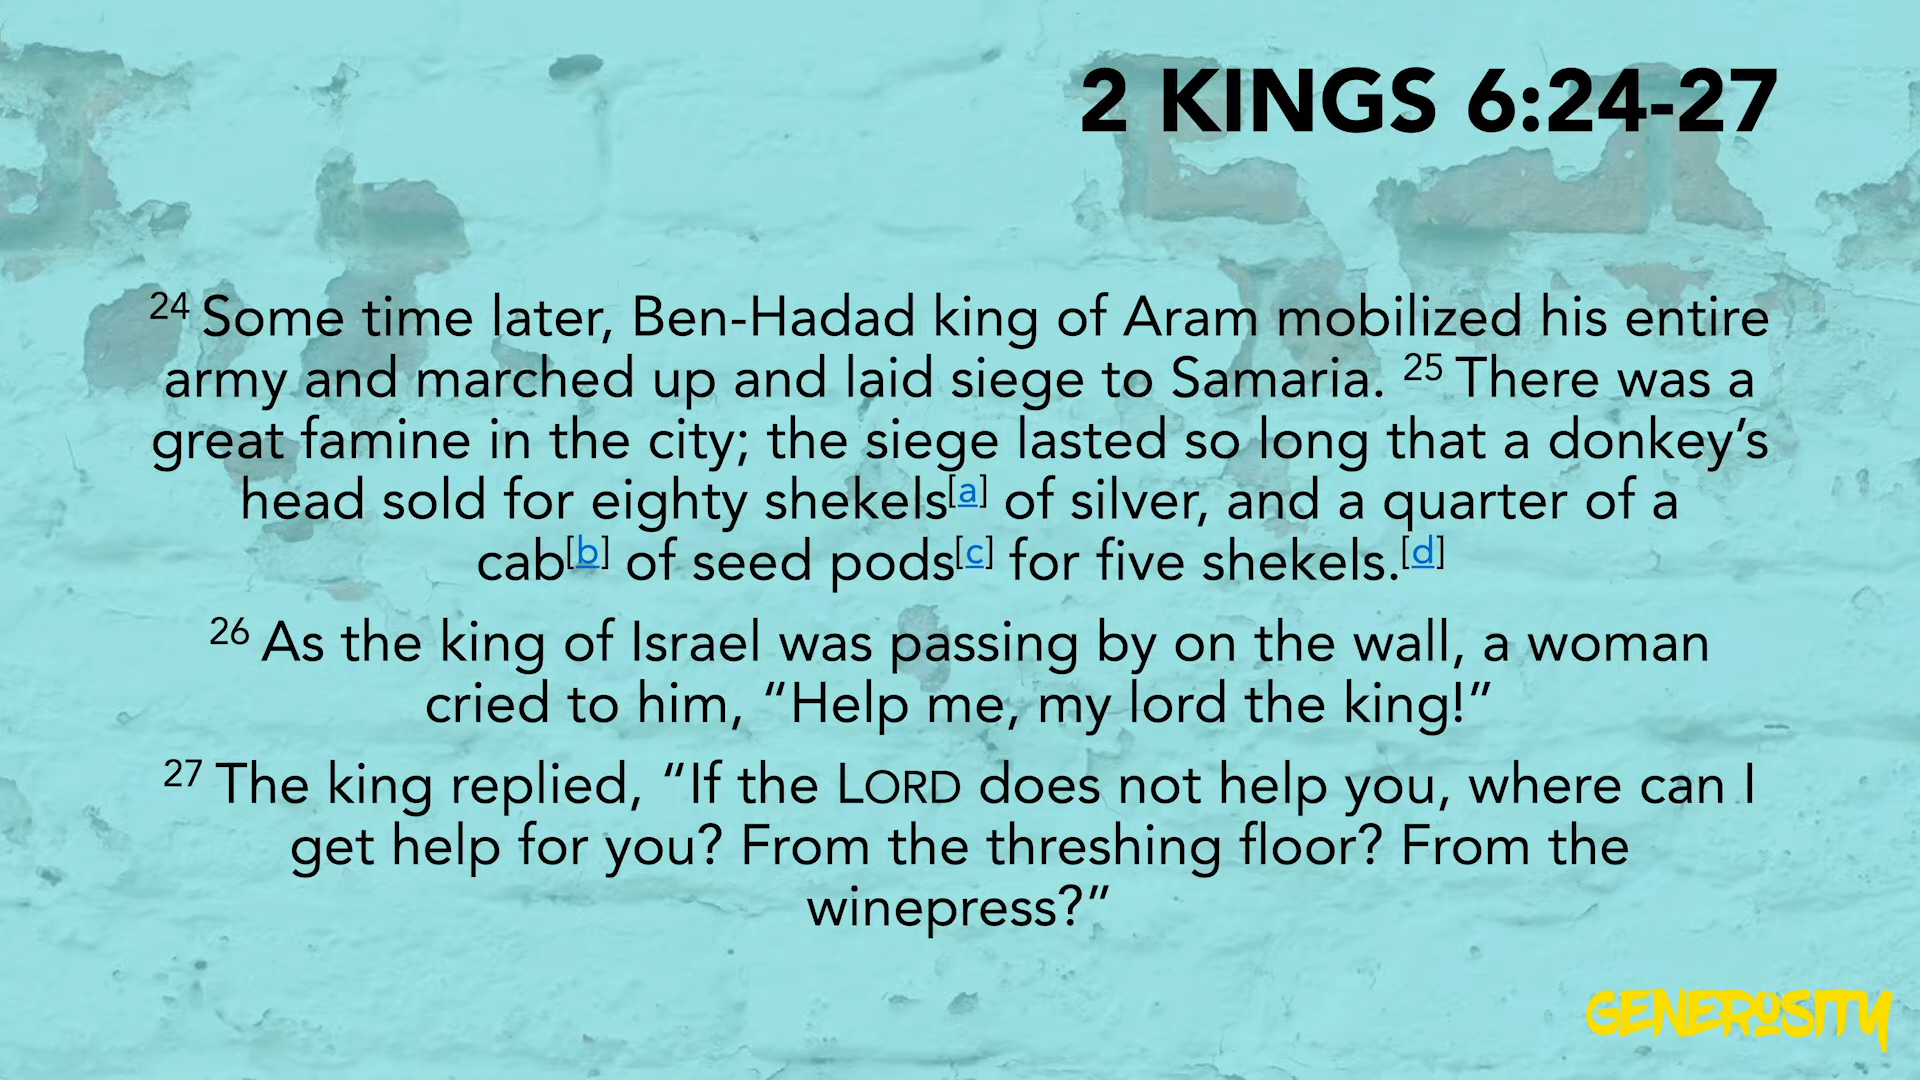 2 KINGS 6:24-27
24 Some time later, Ben-Hadad king of Aram mobilized his entire
army and marched up and laid siege to Samaria. 25 There was a
great famine in the city; the siege lasted so long that a donkey’s
head sold for eighty shekels[a] of silver, and a quarter of a
cab[b] of seed pods[c] for five shekels.[d]
26 As the king of Israel was passing by on the wall, a woman
cried to him, “Help me, my lord the king!”
27 The king replied, “If the LORD does not help you, where can I
get help for you? From the threshing floor? From the
winepress?”
GENEROSITY